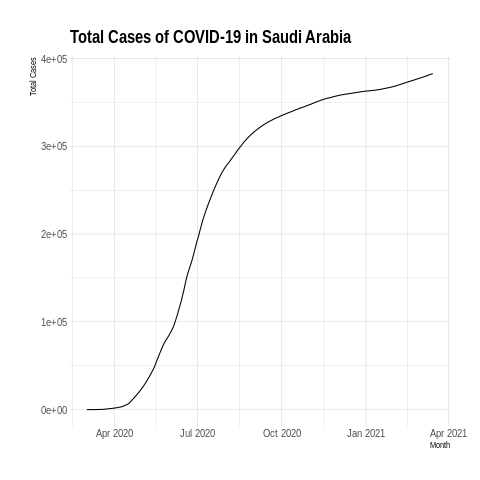 Total Cases of COVID-19 in Saudi Arabia
Total Cases
4e+05
3e+05
2e+05
1e+05
0e+00
Apr 2020 Jul 2020 Oct 2020 Jan 2021 Apr 2021
Month